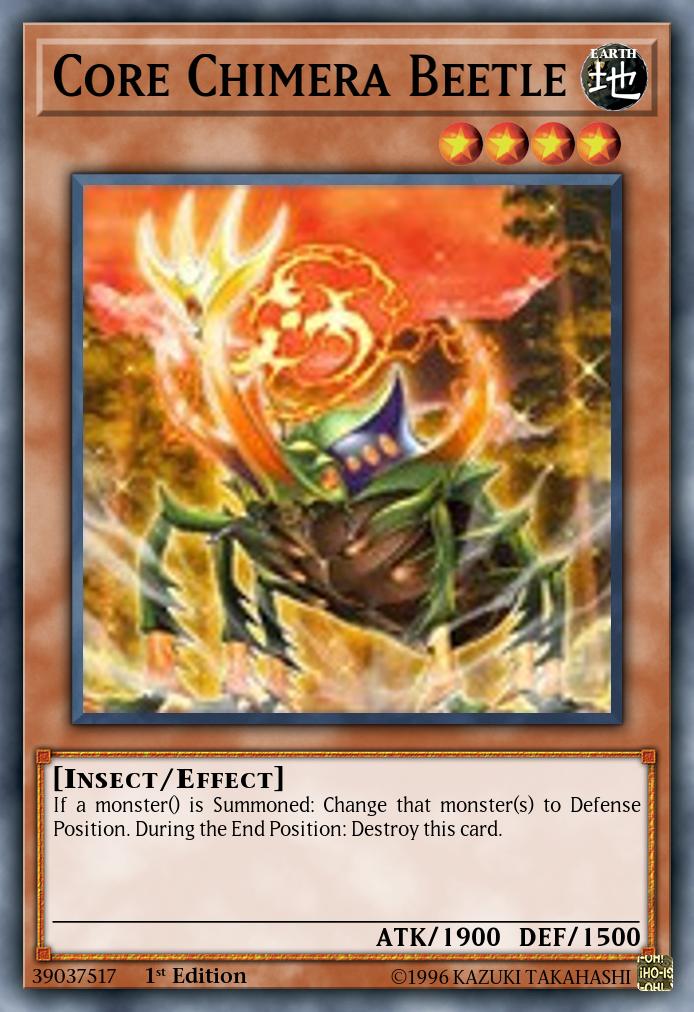 CORE CHIMERA BEETLE
EARTH
地
[INSECT/EFFECT]
If a monster() is Summoned: Change that monster(s) to Defense
Position. During the End Position: Destroy this card.
ATK/1900 DEF/1500
39037517 1st Edition ©1996 KAZUKI TAKAHASHI